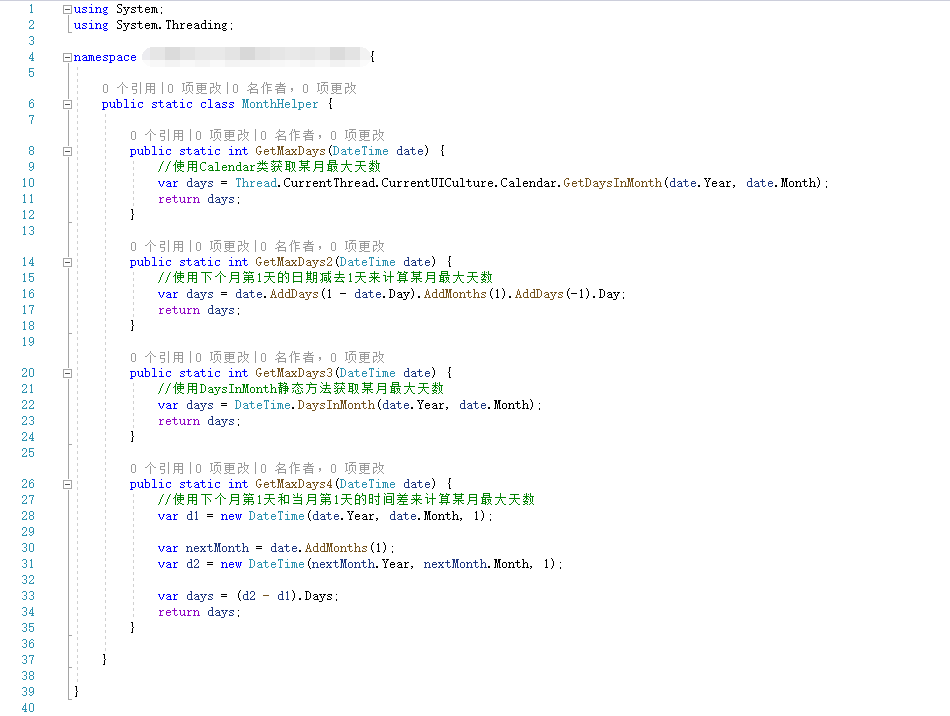 1 using System;
2 using System.Threading;
3
4 namespace {
5
0 个引用|0 项更改|0 名作者, 0 项更改
6 public static class MonthHelper {
7
0 个引用|0 项更改|0 名作者, 0 项更改
8 public static int GetMaxDays(DateTime date) {
9 //使用Calendar类获取某月最大天数
10 var days = Thread.CurrentThread.CurrentUICulture.Calendar.GetDaysInMonth(date.Year, date.Month);
11 return days;
12 }
13
0 个引用|0 项更改|0 名作者, 0 项更改
14 public static int GetMaxDays2(DateTime date) {
15 //使用下个月第1天的日期减去1天来计算某月最大天数
16 var days = date.AddDays(1 - date.Day).AddMonths(1).AddDays(-1).Day;
17 return days;
18 }
19
0 个引用|0 项更改|0 名作者, 0 项更改
20 public static int GetMaxDays3(DateTime date) {
21 //使用DaysInMonth静态方法获取某月最大天数
22 var days = DateTime.DaysInMonth(date.Year, date.Month);
23 return days;
24 }
25
0 个引用|0 项更改|0 名作者, 0 项更改
26 public static int GetMaxDays4(DateTime date) {
27 //使用下个月第1天和当月第1天的时间差来计算某月最大天数
28 var d1 = new DateTime(date.Year, date.Month, 1);
29
30 var nextMonth = date.AddMonths(1);
31 var d2 = new DateTime(nextMonth.Year, nextMonth.Month, 1);
32
33 var days = (d2 - d1).Days;
34 return days;
35 }
36
37 }
38
39 }
40